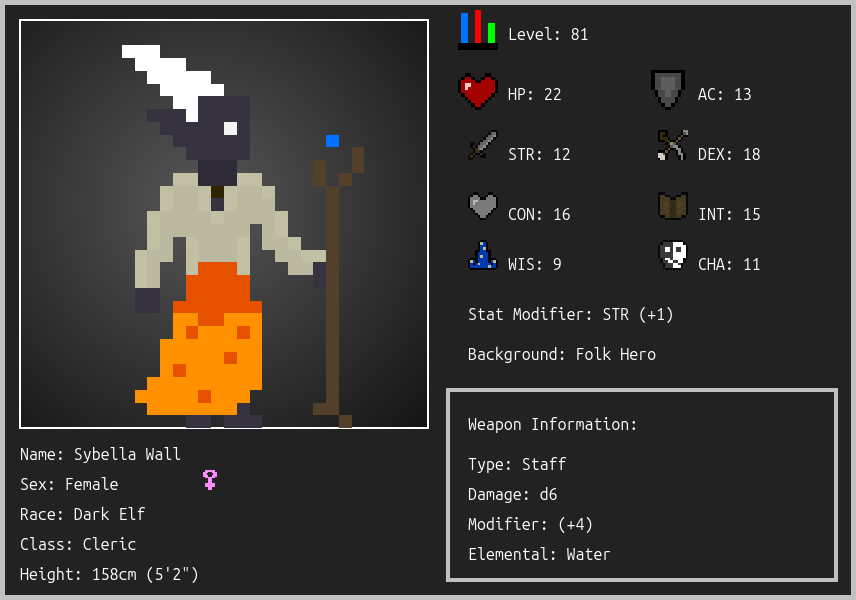 Level: 81
HP: 22
AC: 13
STR: 12
DEX: 18
CON: 16
INT: 15
WIS: 9
CHA: 11
Stat Modifier: STR (+1)
Background: Folk Hero
Weapon Information:
Type: Staff
Damage: d6
Modifier: (+4)
Elemental: Water
Name: Sybella Wall
Sex: Female
Race: Dark Elf
Class: Cleric
Height: 158cm (5'2")